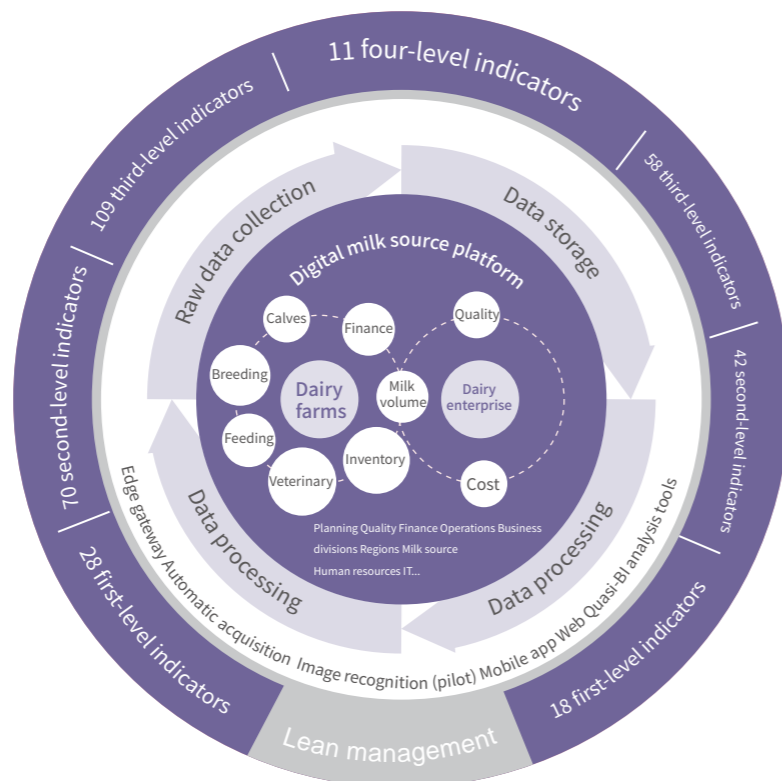 11 four-level indicators
109 third-level indicators
58 third-level indicators
70 second-level indicators
42 second-level indicators
28 first-level indicators
18 first-level indicators
Lean management
Raw data collection
Data storage
Data processing
Data processing
Edge gateway Automatic acquisition Image recognition (pilot) Mobile app Web Quasi-BI analysis tools
Digital milk source platform
Calves
Finance
Quality
Breeding
Dairy
farms
Milk
volume
Dairy
enterprise
Feeding
Veterinary
Inventory
Cost
Planning Quality Finance Operations Business
divisions Regions Milk source
Human resources IT...